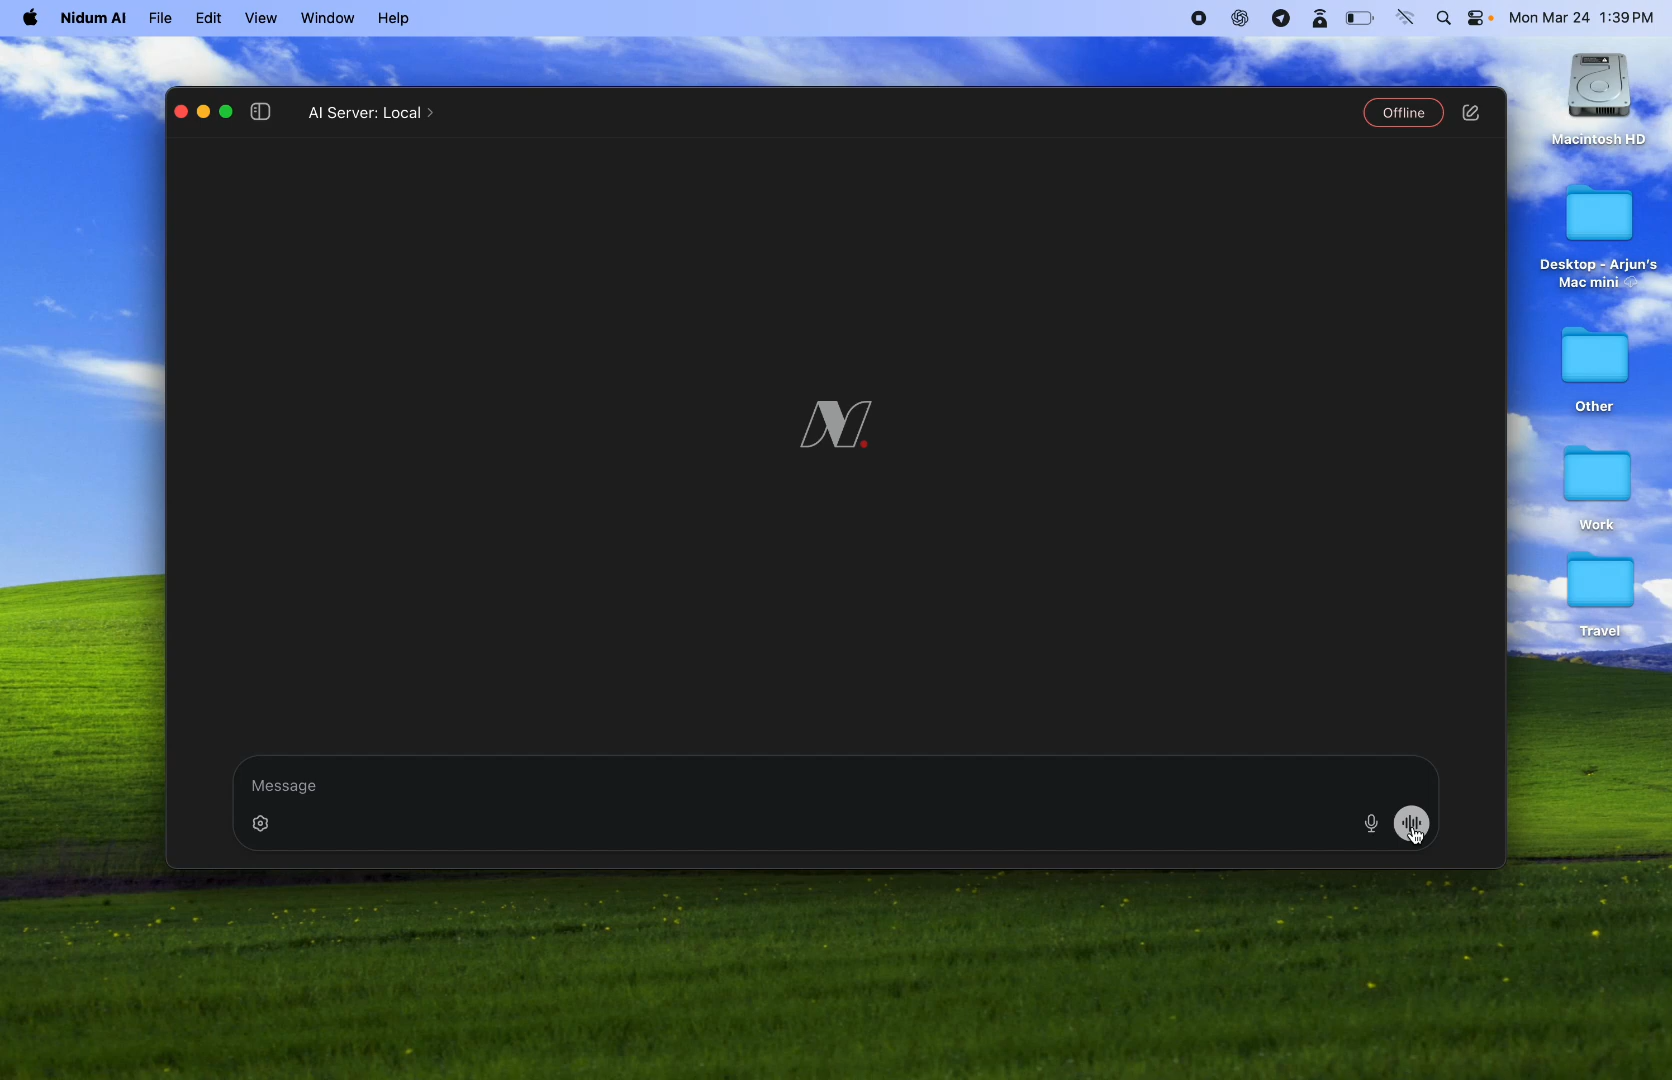 Nidum AI File Edit View Window Help Mon Mar 24 1:39 PM
AI Server: Local >
Offline
Macintosh HD
Desktop - Arjun's
Mac mini
Other
Work
Travel
Message